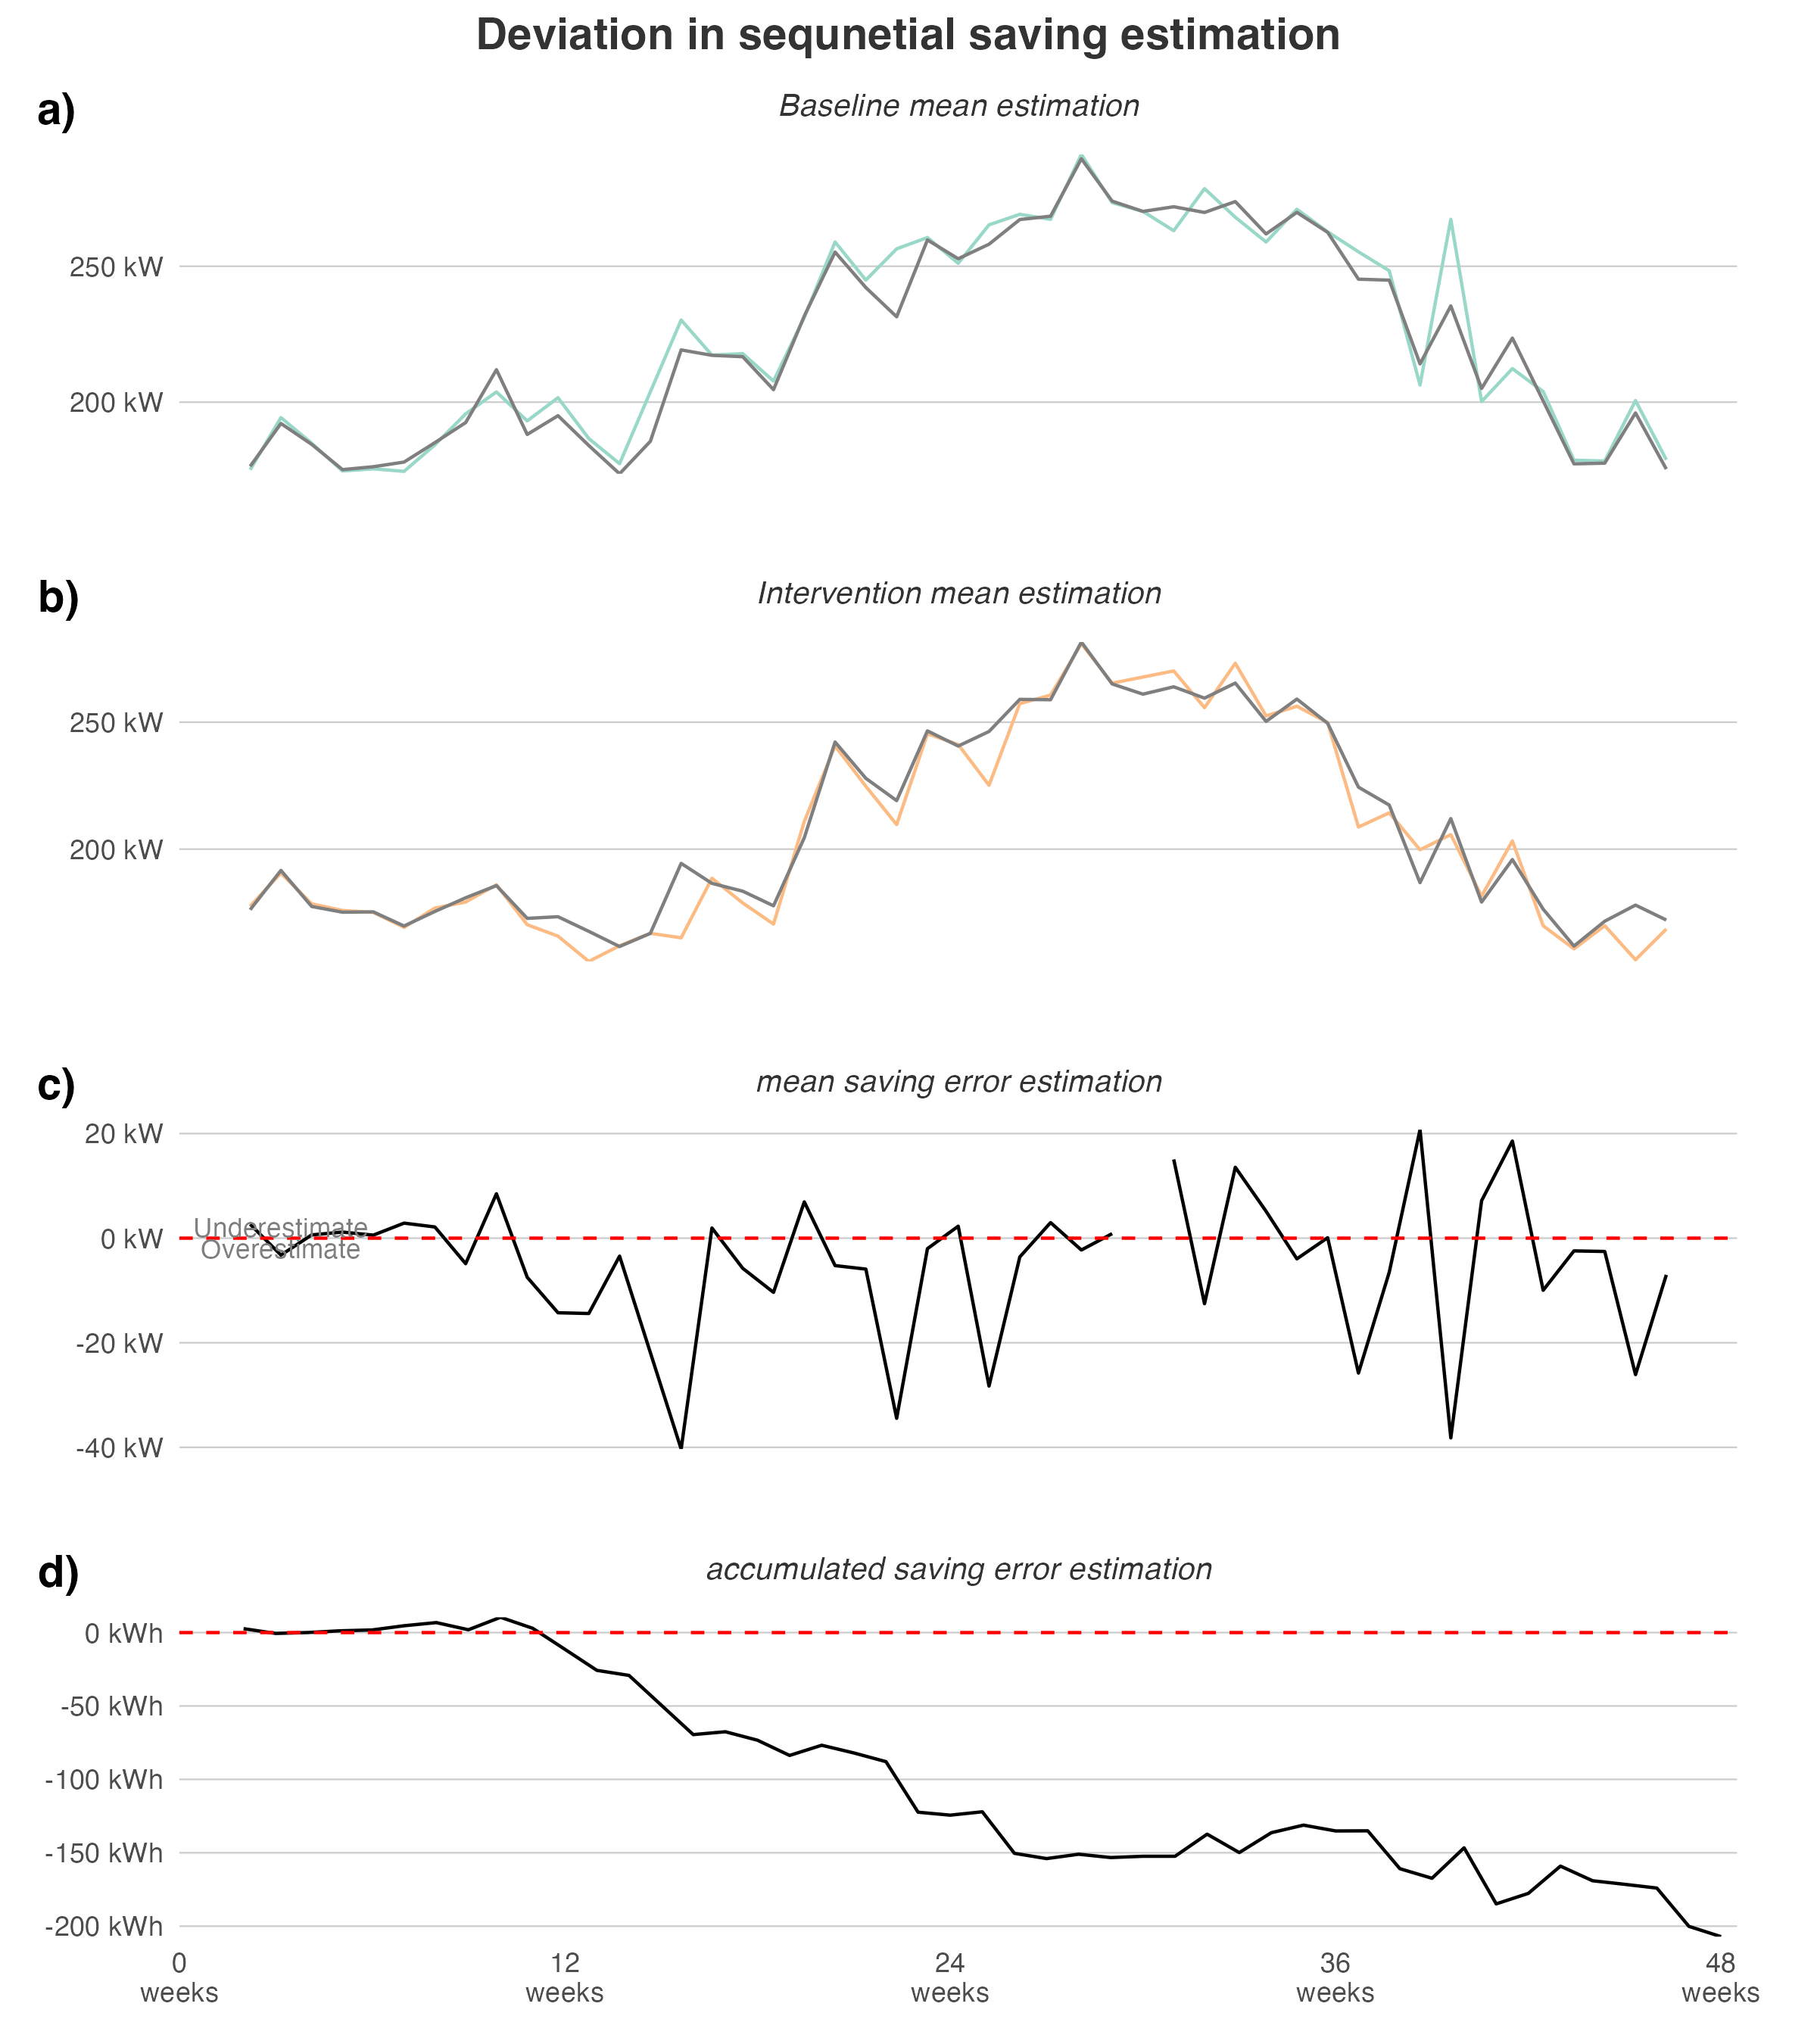 Deviation in sequnetial saving estimation
a)
Baseline mean estimation
250 kW
200 kW
b)
Intervention mean estimation
250 kW
200 kW
c)
mean saving error estimation
20 kW
Underestimate
0 kW
Overestimate
-20 kW
-40 kW
d)
accumulated saving error estimation
0 kWh
-50 kWh
-100 kWh
-150 kWh
-200 kWh
0 12 24 36 48
weeks weeks weeks weeks weeks